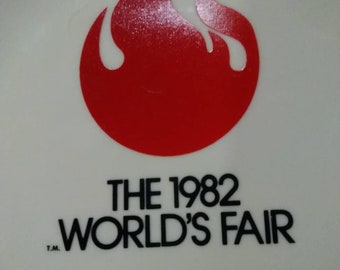 THE 1982
T.M. WORLD'S FAIR